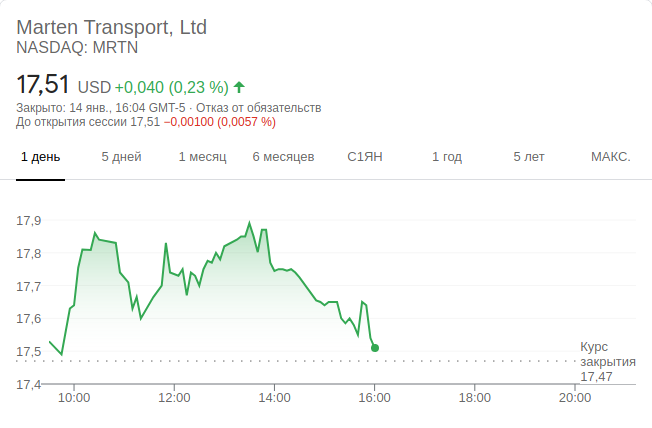 Marten Transport, Ltd
NASDAQ: MRTN
17,51 USD +0,040 (0,23 %)
Закрыто: 14 янв., 16:04 GMT-5 · Отказ от обязательств
До открытия сессии 17,51 −0,00100 (0,0057 %)
1 день 5 дней 1 месяц 6 месяцев С1ЯН 1 год 5 лет МАКС.
17,9
17,8
17,7
17,6
17,5
17,4
Курс
закрытия
17,47
10:00 12:00 14:00 16:00 18:00 20:00